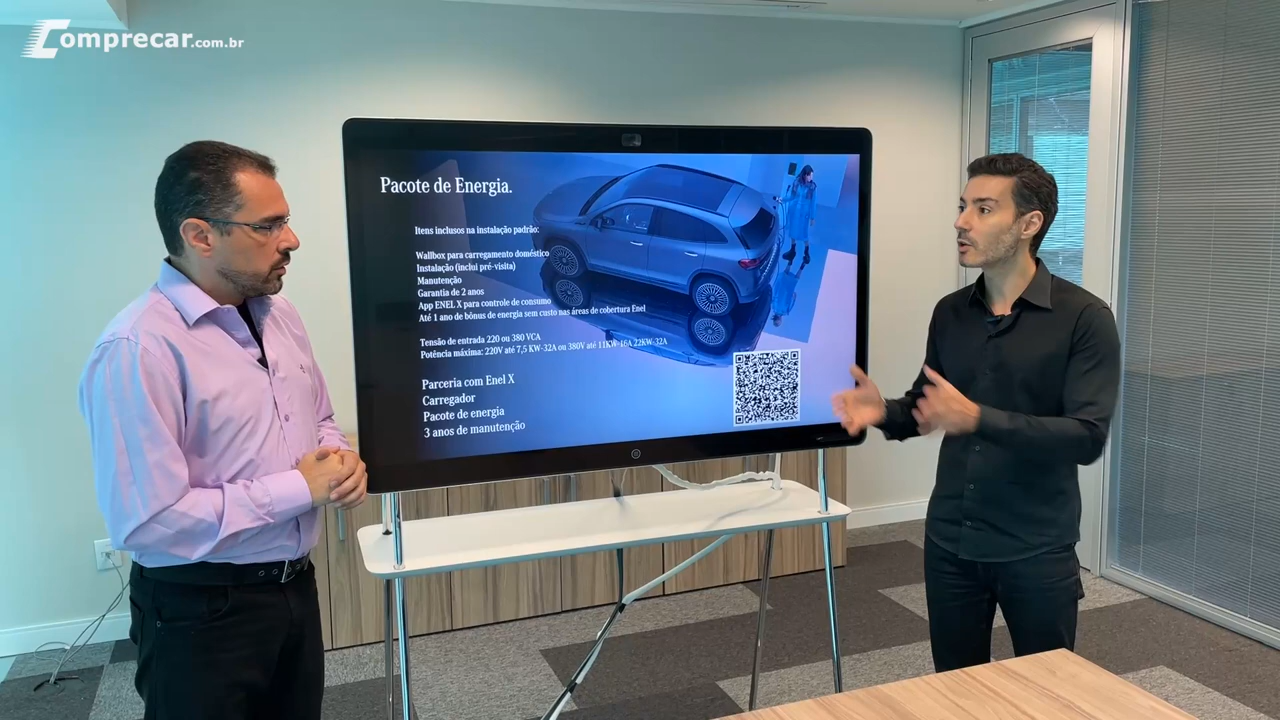 Comprecar.com.br
Pacote de Energia.
Itens inclusos na instalação padrão:
Wallbox para carregamento doméstico
Instalação (inclui pré-visita)
Manutenção
Garantia de 2 anos
App ENEL X para controle de consumo
Até 1 ano de bônus de energia sem custo nas áreas de cobertura Enel
Tensão de entrada 220 ou 380 VCA
Potência máxima: 220V até 7,5 KW-32A ou 380V até 11KW-16A 22KW-32A
Parceria com Enel X
Carregador
Pacote de energia
3 anos de manutenção